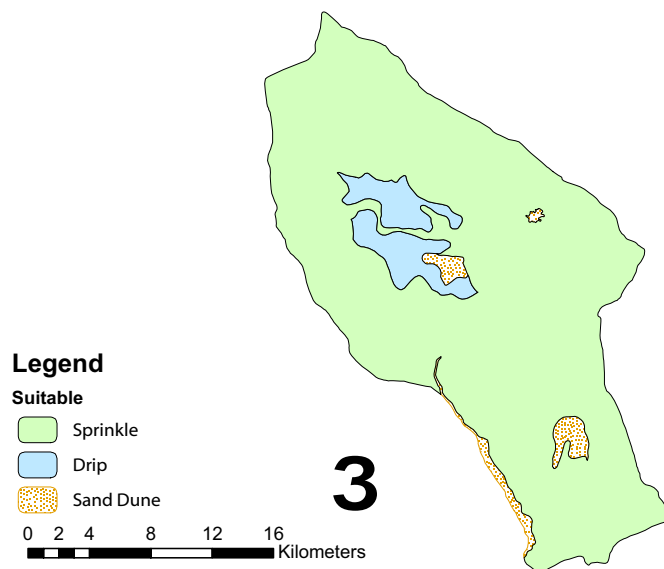 Legend
Suitable
Sprinkle
Drip
Sand Dune
3
0 2 4 8 12 16
Kilometers